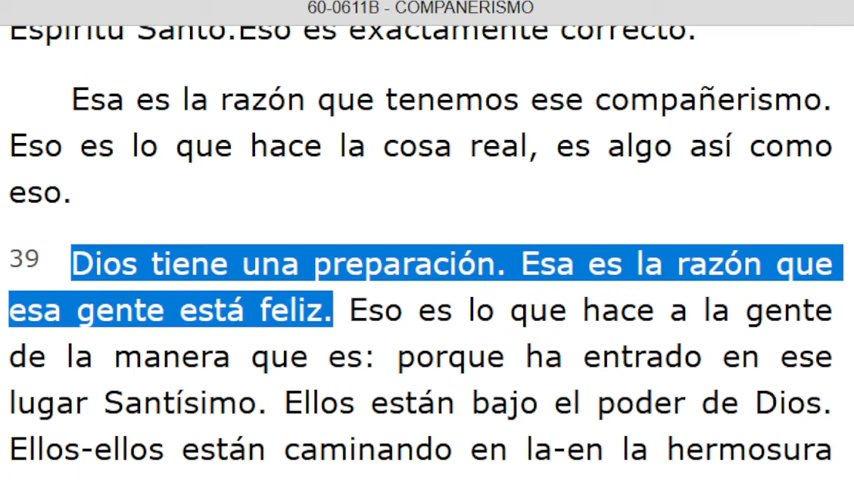 60-0611B - COMPAÑERISMO
Espíritu Santo.Eso es exactamente correcto.
Esa es la razón que tenemos ese compañerismo.
Eso es lo que hace la cosa real, es algo así como
eso.
39 Dios tiene una preparación. Esa es la razón que
esa gente está feliz. Eso es lo que hace a la gente
de la manera que es: porque ha entrado en ese
lugar Santísimo. Ellos están bajo el poder de Dios.
Ellos-ellos están caminando en la-en la hermosura